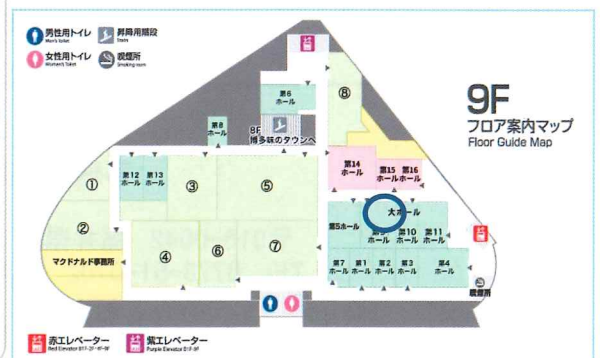 男性用トイレ
Men's toilet
昇降用階段
Stairs
女性用トイレ
Women's Toilet
喫煙所
Smoking room
9F
フロア案内マップ
Floor Guide Map
第6
ホール
⑧
第8
ホール
8F
博多味のタウンへ
第12
ホール
第13
ホール
第14
ホール
第15
ホール
第16
ホール
①
②
③
④
⑤
⑥
⑦
大ホール
第5ホール
ホール
第10
ホール
第11
ホール
第7
ホール
第1
ホール
第2
ホール
第3
ホール
第4
ホール
マクドナルド事務所
喫煙所
赤エレベーター
紫エレベーター